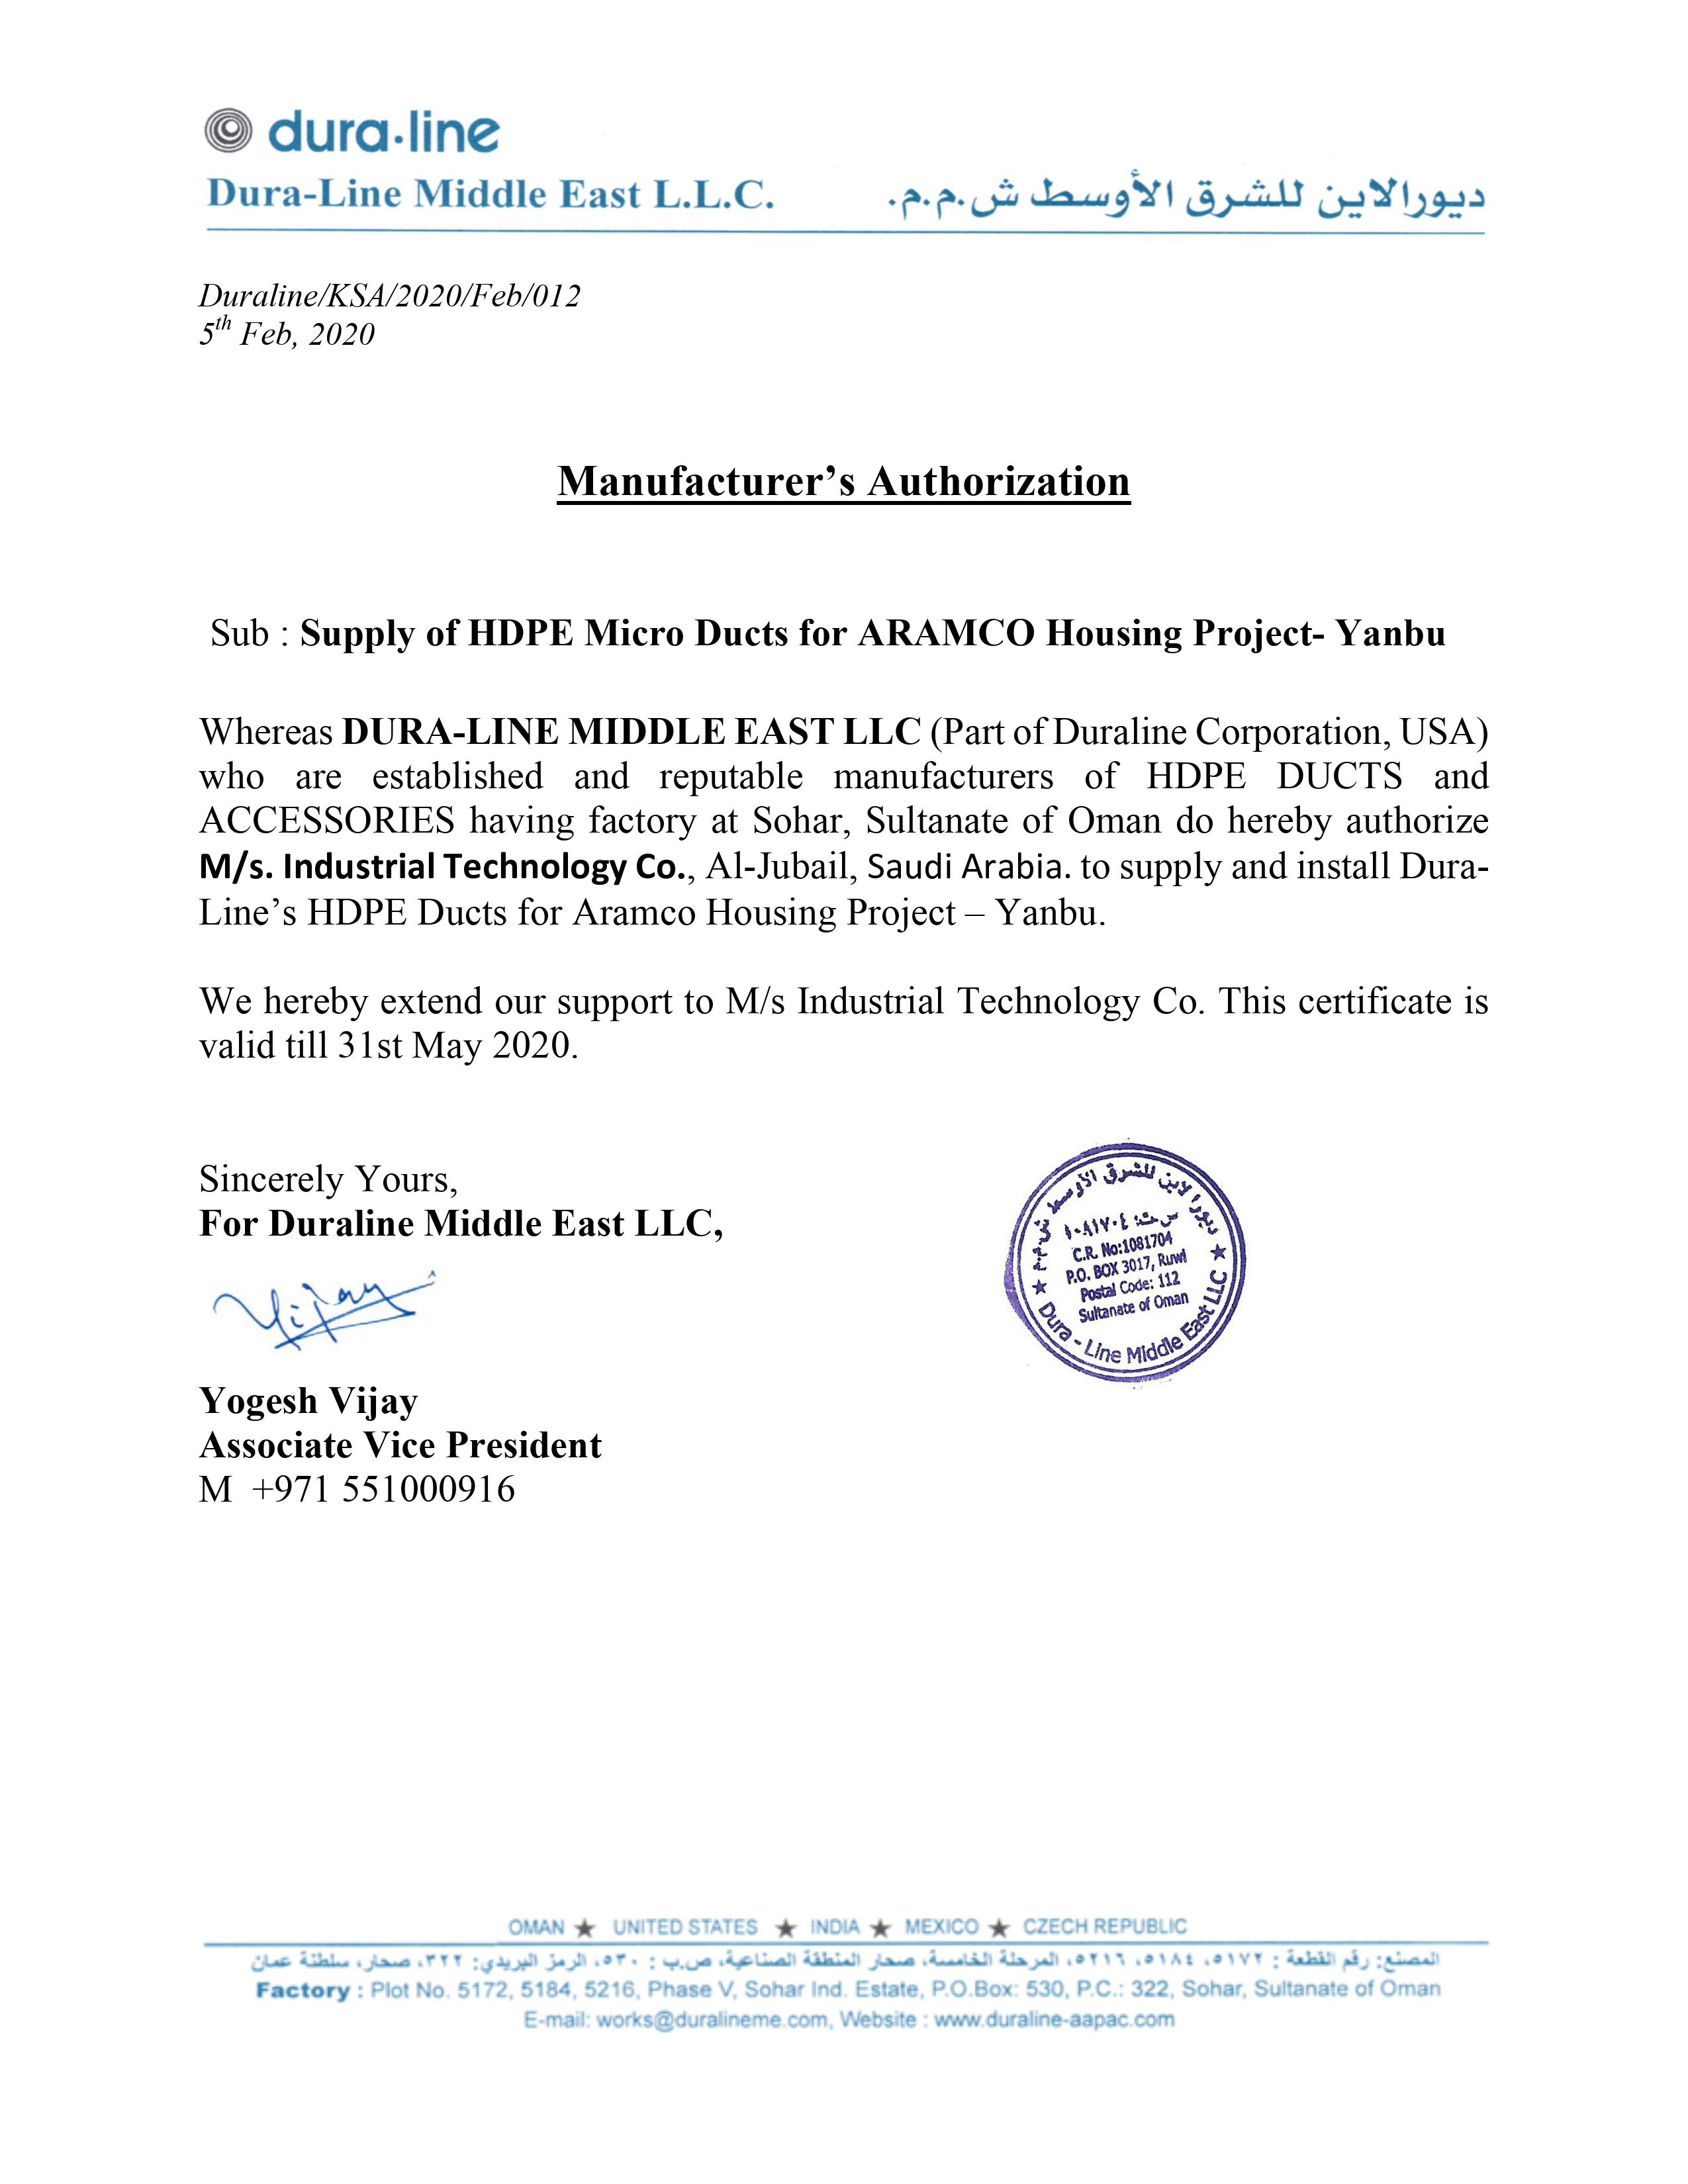 dura·line
Dura-Line Middle East L.L.C.
ديورالاين للشرق الأوسط ش.م.م.
Duraline/KSA/2020/Feb/012
5th Feb, 2020
Manufacturer’s Authorization
Sub : Supply of HDPE Micro Ducts for ARAMCO Housing Project- Yanbu
Whereas DURA-LINE MIDDLE EAST LLC (Part of Duraline Corporation, USA)
who are established and reputable manufacturers of HDPE DUCTS and
ACCESSORIES having factory at Sohar, Sultanate of Oman do hereby authorize
M/s. Industrial Technology Co., Al-Jubail, Saudi Arabia. to supply and install Dura-
Line’s HDPE Ducts for Aramco Housing Project – Yanbu.
We hereby extend our support to M/s Industrial Technology Co. This certificate is
valid till 31st May 2020.
Sincerely Yours,
For Duraline Middle East LLC,
Vijay
Yogesh Vijay
Associate Vice President
M +971 551000916
ديورالاين للشرق الأوسط ش.م.م
س.ت: ١٠٨١٧٠٤
C.R. No:1081704
P.O. BOX 3017, Ruwi
Postal Code: 112
Sultanate of Oman
★ Dura - Line Middle East LLC ★
OMAN ★ UNITED STATES ★ INDIA ★ MEXICO ★ CZECH REPUBLIC
المصنع: رقم القطعة : ٥١٧٢، ٥١٨٤، ٥٢١٦، المرحلة الخامسة، صحار المنطقة الصناعية، ص.ب : ٥٣٠، الرمز البريدي: ٣٢٢، صحار، سلطنة عمان
Factory : Plot No. 5172, 5184, 5216, Phase V, Sohar Ind. Estate, P.O.Box: 530, P.C.: 322, Sohar, Sultanate of Oman
E-mail: works@duralineme.com, Website : www.duraline-aapac.com